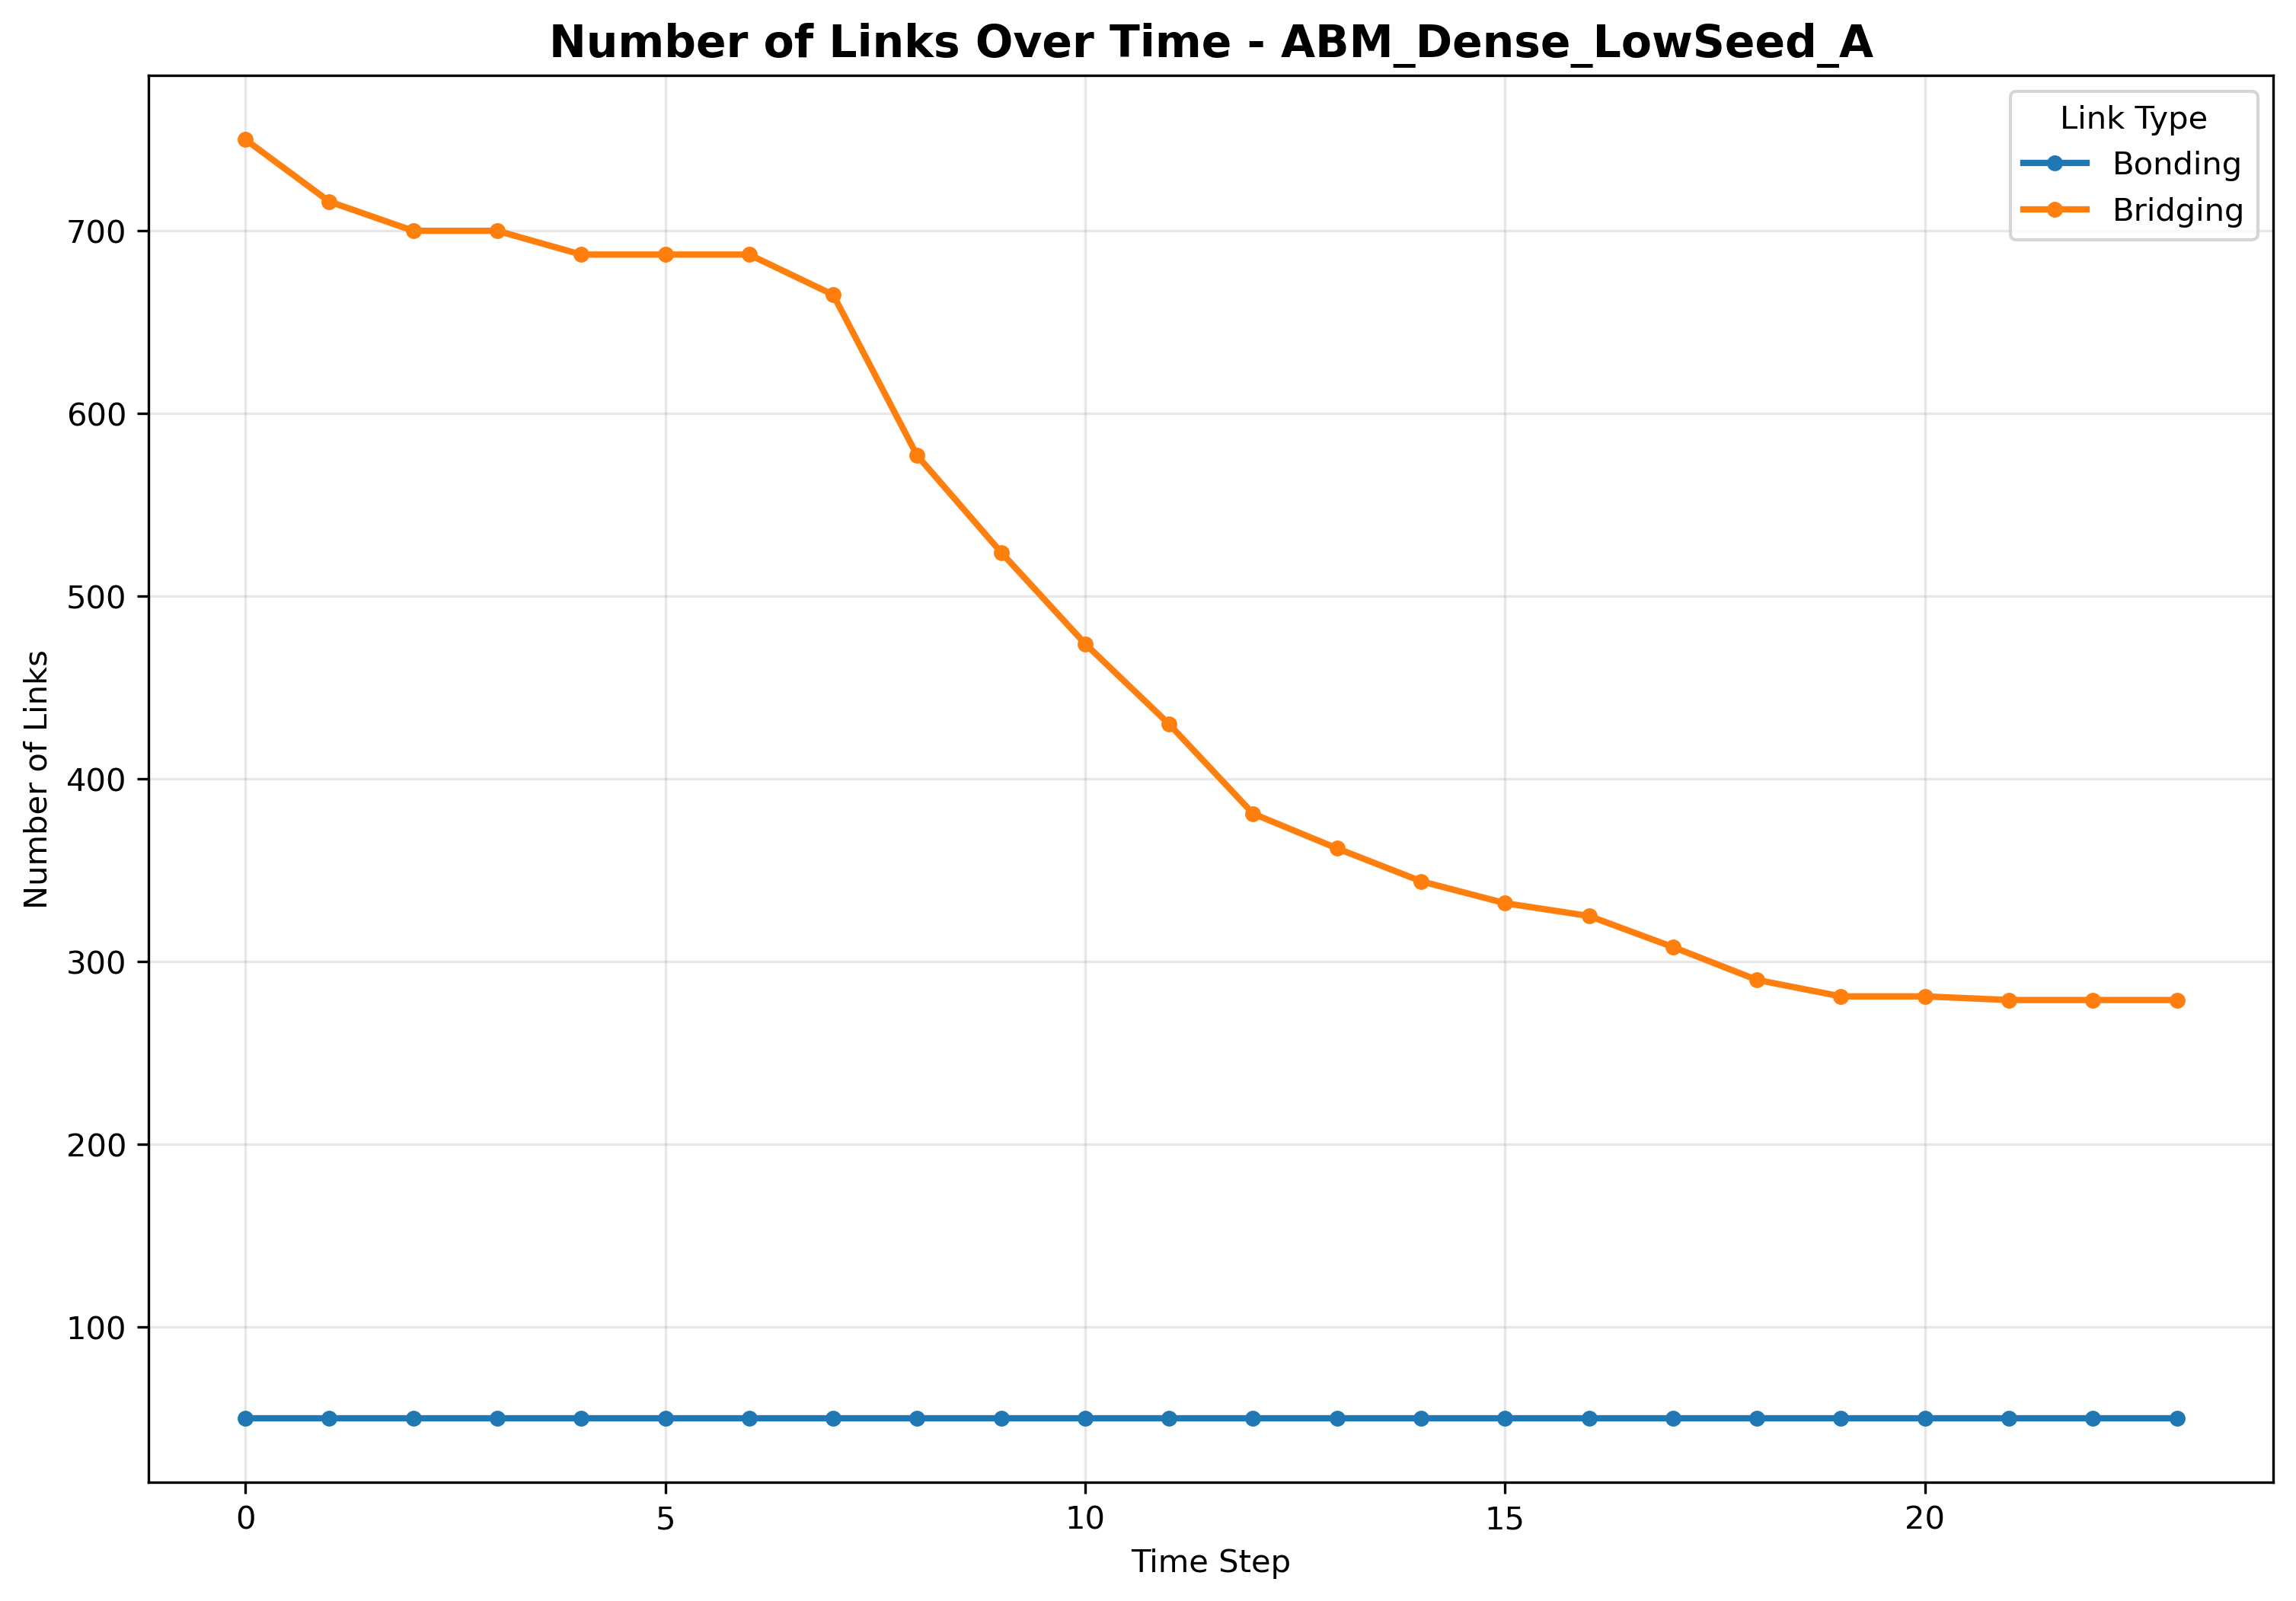 Number of Links Over Time - ABM_Dense_LowSeed_A
Link Type
Bonding
Bridging
700
600
500
400
300
200
100
Number of Links
0 5 10 15 20
Time Step